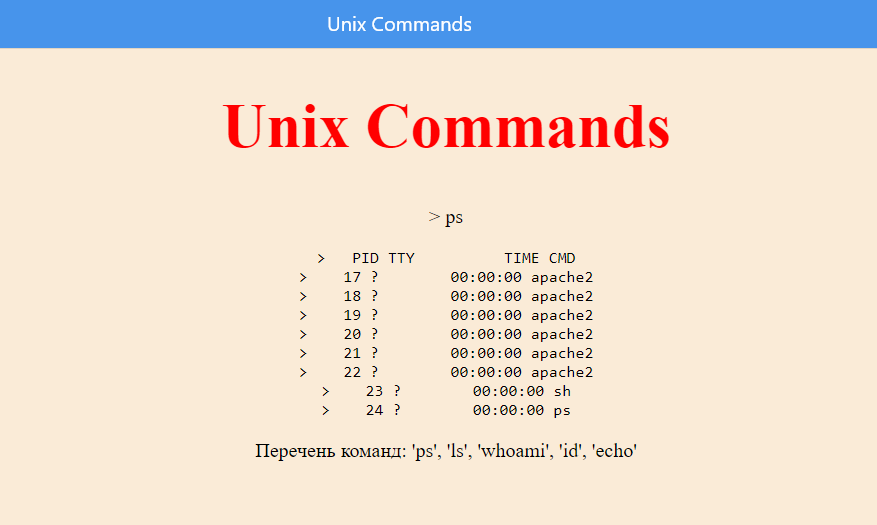 Unix Commands
Unix Commands
> ps
> PID TTY TIME CMD
> 17 ? 00:00:00 apache2
> 18 ? 00:00:00 apache2
> 19 ? 00:00:00 apache2
> 20 ? 00:00:00 apache2
> 21 ? 00:00:00 apache2
> 22 ? 00:00:00 apache2
> 23 ? 00:00:00 sh
> 24 ? 00:00:00 ps
Перечень команд: 'ps', 'ls', 'whoami', 'id', 'echo'